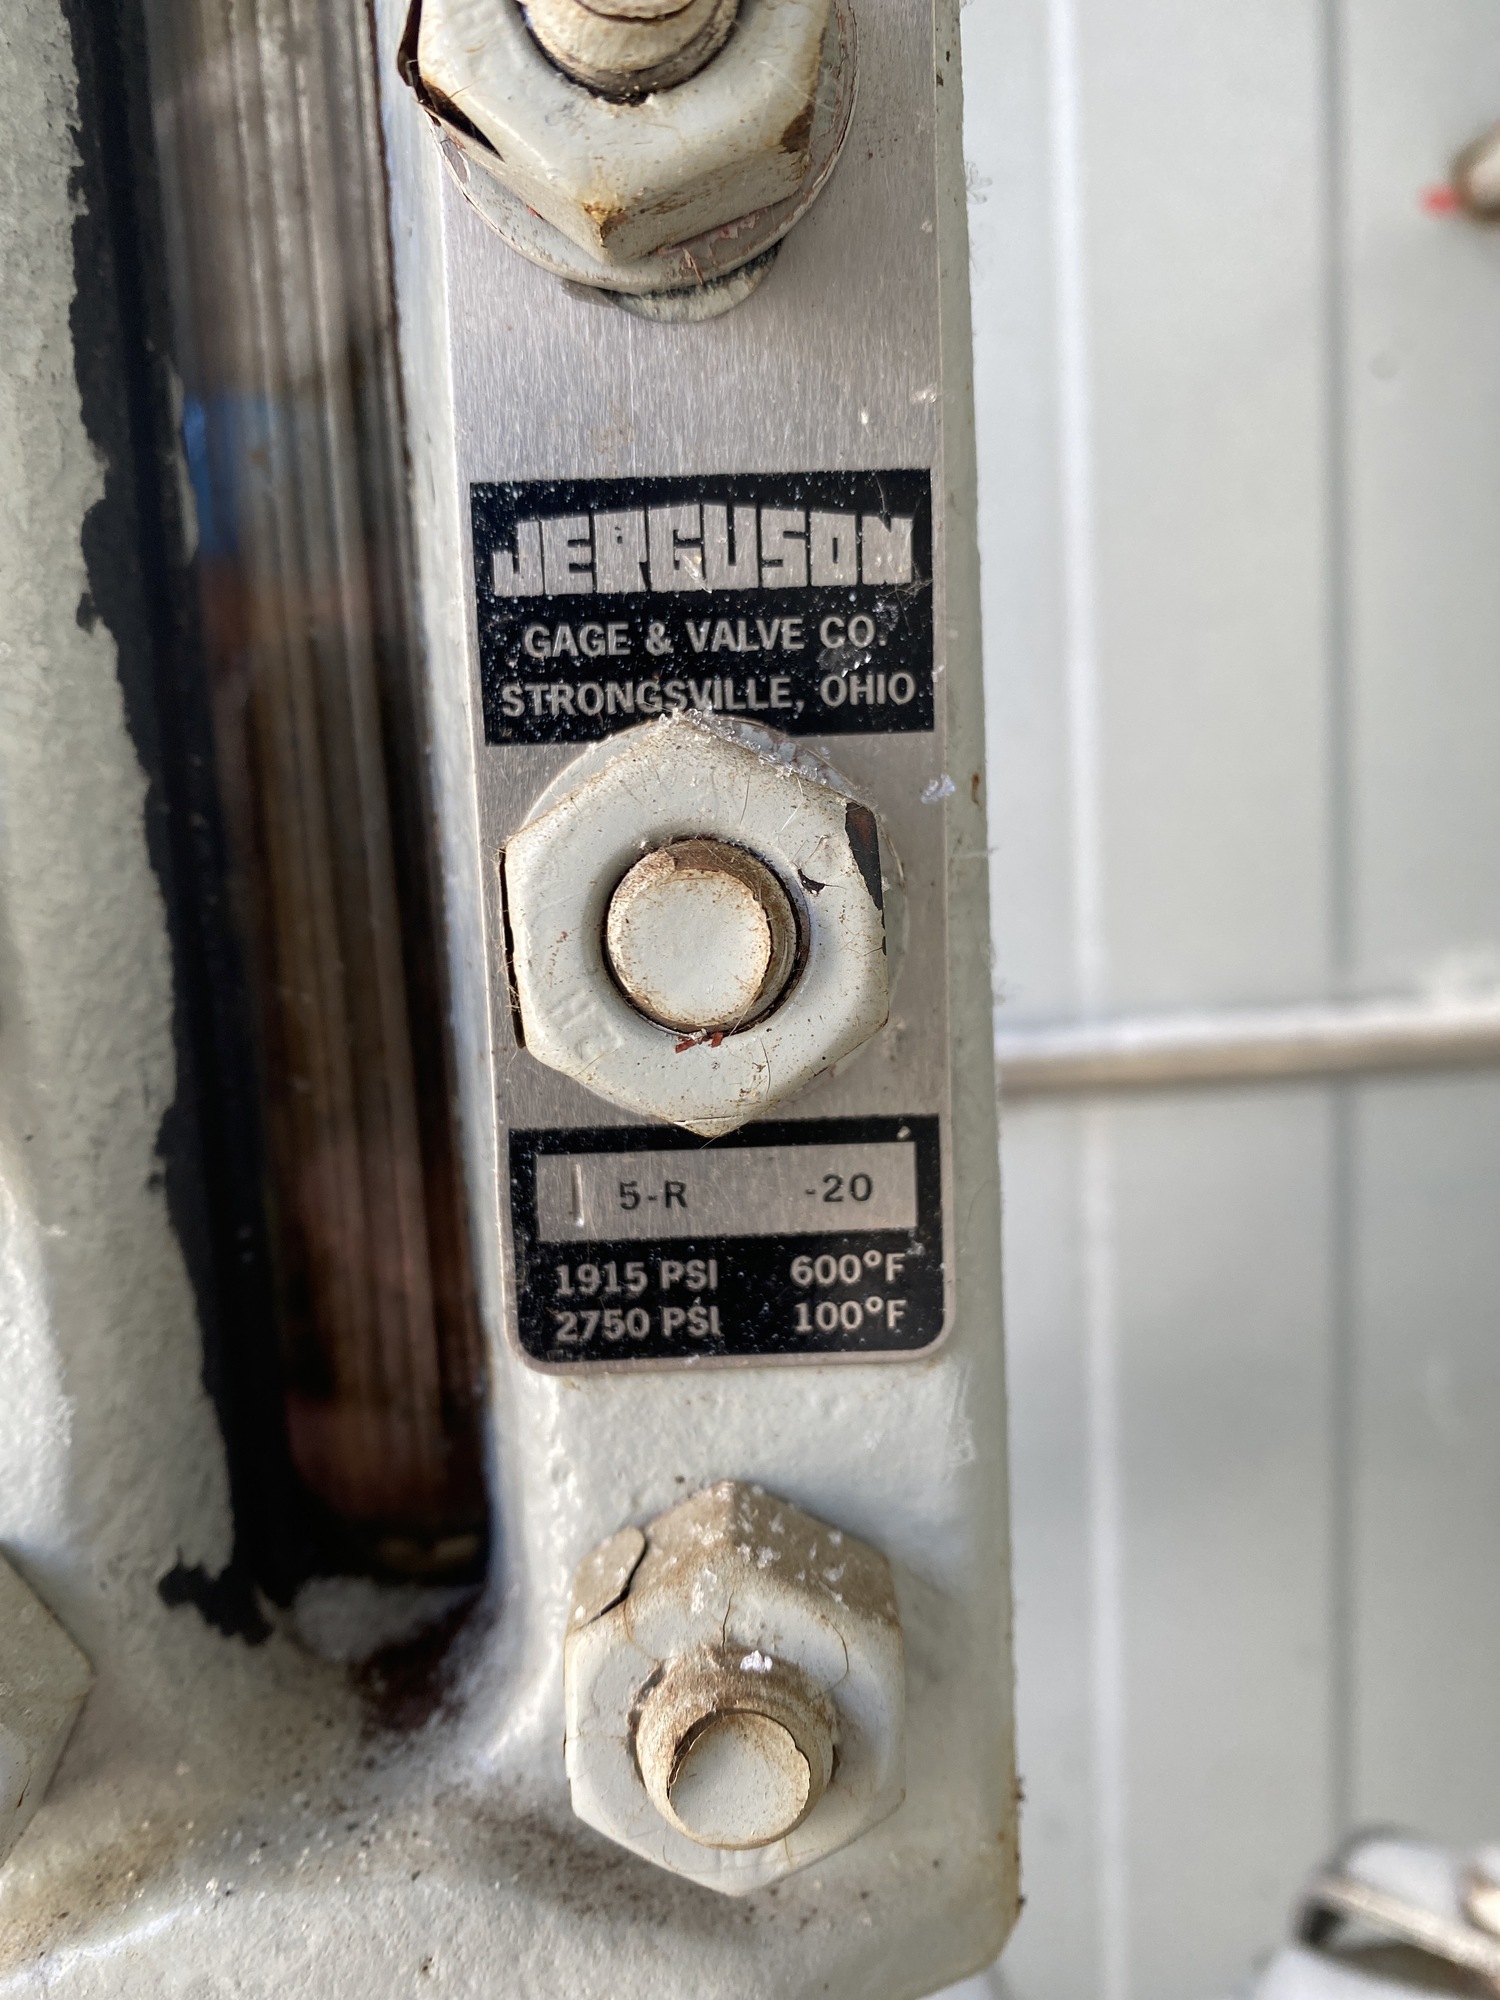 JERGUSON
GAGE & VALVE CO.
STRONGSVILLE, OHIO
5-R -20
1915 PSI 600°F
2750 PSI 100°F